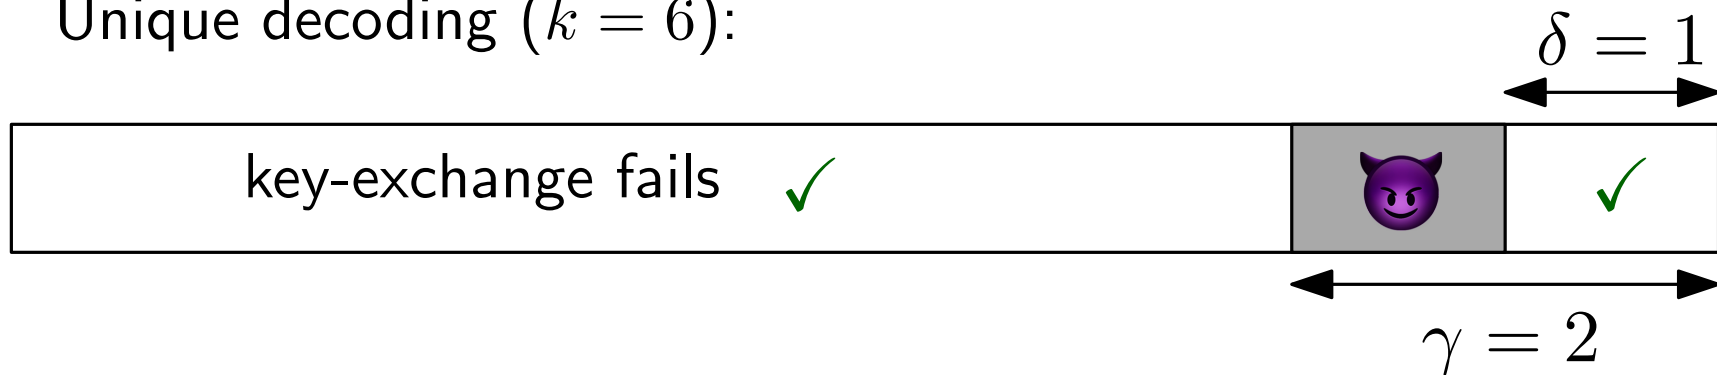 Unique decoding (k = 6):
δ = 1
key-exchange fails ✓ 😈 ✓
γ = 2